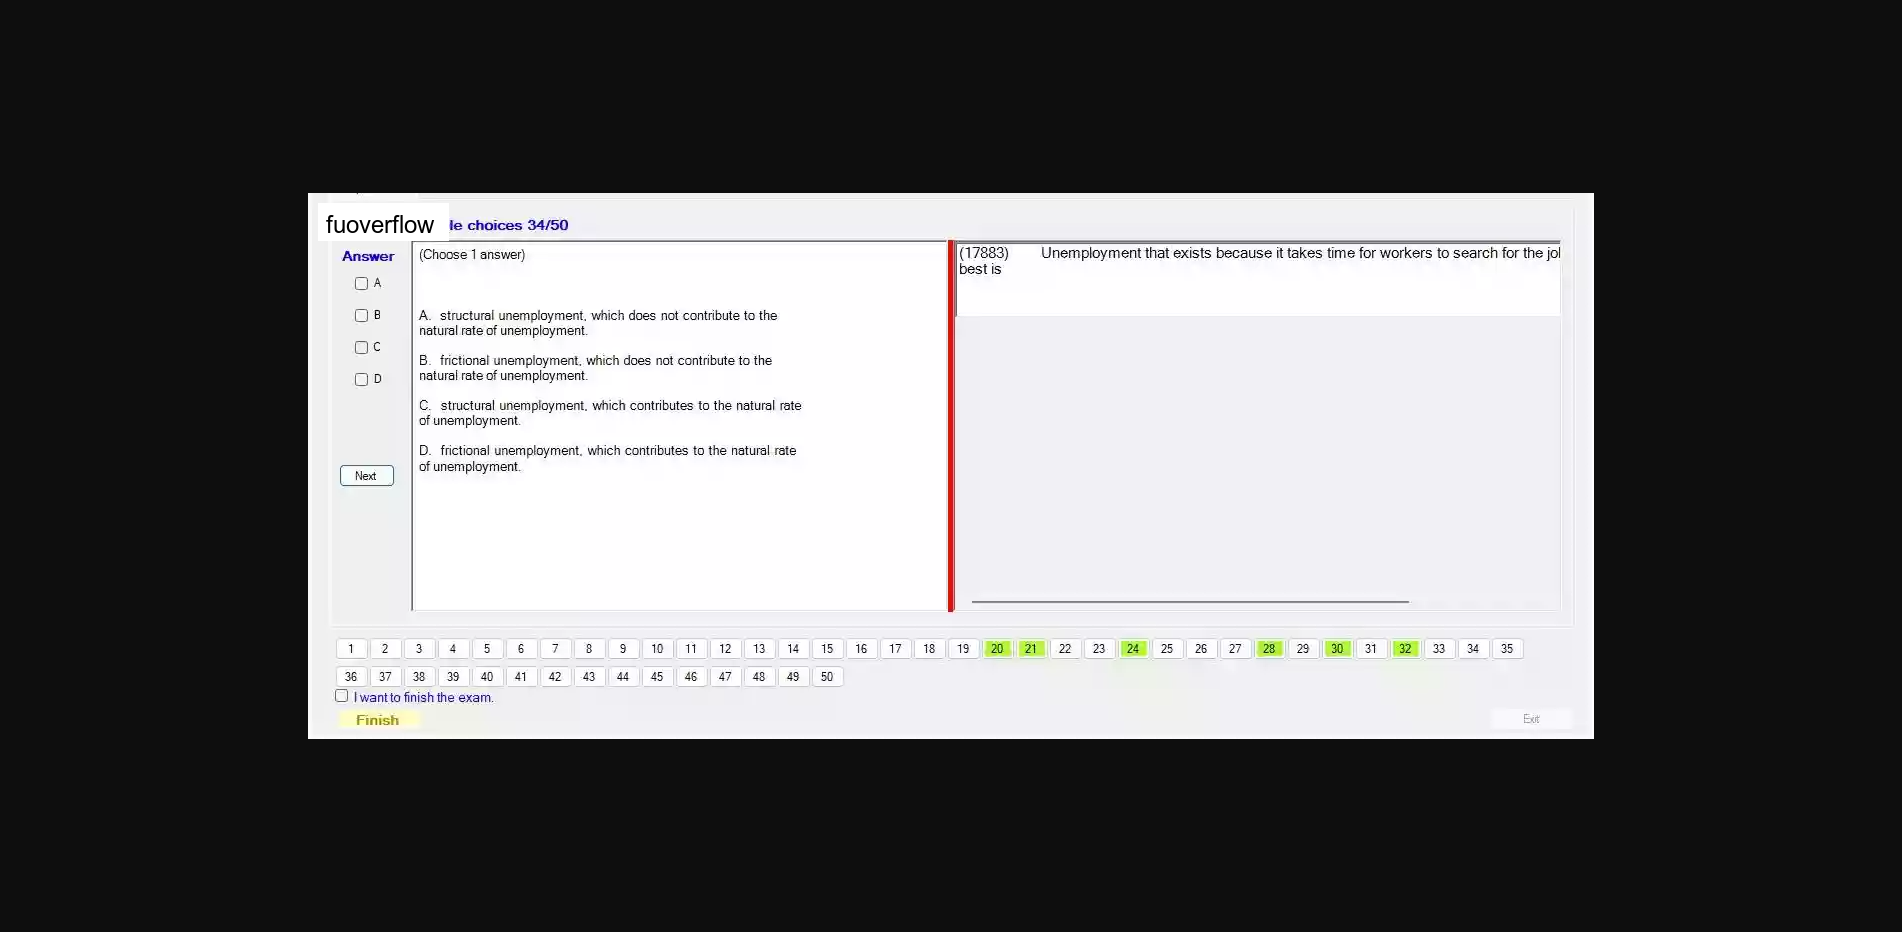 fuoverflow
le choices 34/50
Answer
(Choose 1 answer)
A
B
C
D
Next
A. structural unemployment, which does not contribute to the
natural rate of unemployment.
B. frictional unemployment, which does not contribute to the
natural rate of unemployment.
C. structural unemployment, which contributes to the natural rate
of unemployment.
D. frictional unemployment, which contributes to the natural rate
of unemployment.
(17883) Unemployment that exists because it takes time for workers to search for the
best is
1 2 3 4 5 6 7 8 9 10 11 12 13 14 15 16 17 18 19 20 21 22 23 24 25 26 27 28 29 30 31 32 33 34 35
36 37 38 39 40 41 42 43 44 45 46 47 48 49 50
I want to finish the exam.
Finish
Exit